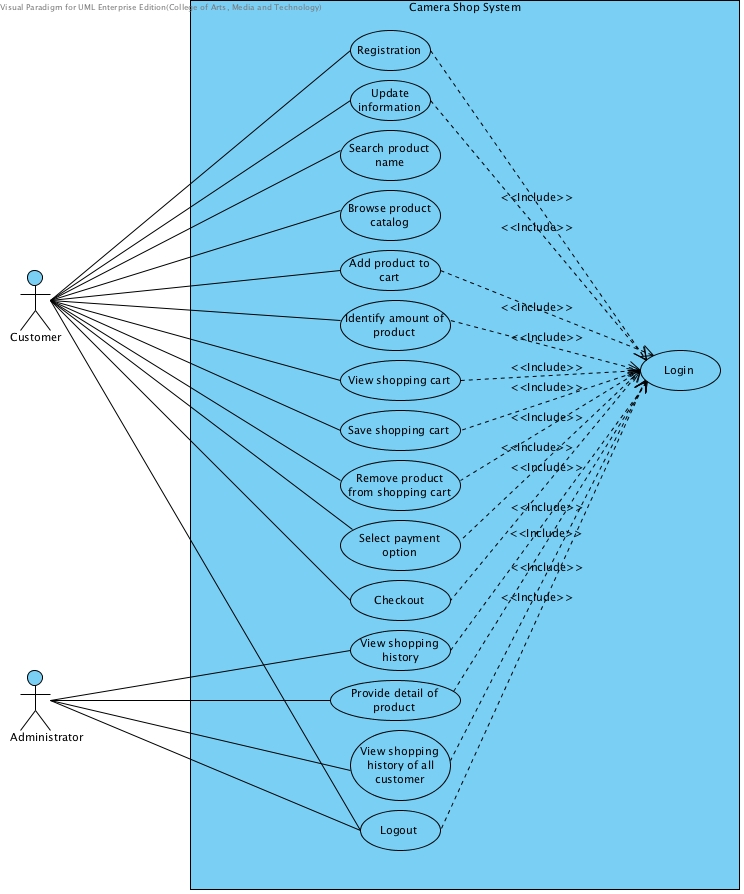 Visual Paradigm for UML Enterprise Edition(College of Arts, Media and Technology)
Camera Shop System
Registration
Update
information
Search product
name
<<Include>>
Browse product
catalog
<<Include>>
Add product to
cart
Customer
Identify amount of
product
<<Include>>
<<Include>>
View shopping cart
<<Include>>
Login
<<Include>>
Save shopping cart
<<Include>>
<<Include>>
Remove product
from shopping cart
<<Include>>
Select payment
option
<<Include>>
<<Include>>
Checkout
<<Include>>
<<Include>>
View shopping
history
Provide detail of
product
Administrator
View shopping
history of all
customer
Logout